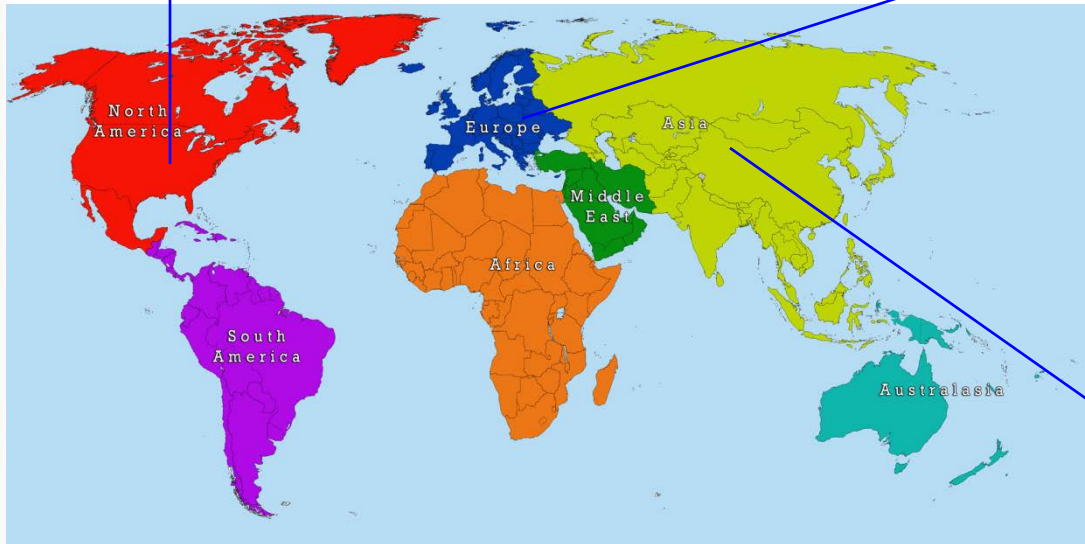 North
America
Europe
Asia
Middle
East
Africa
South
America
Australasia